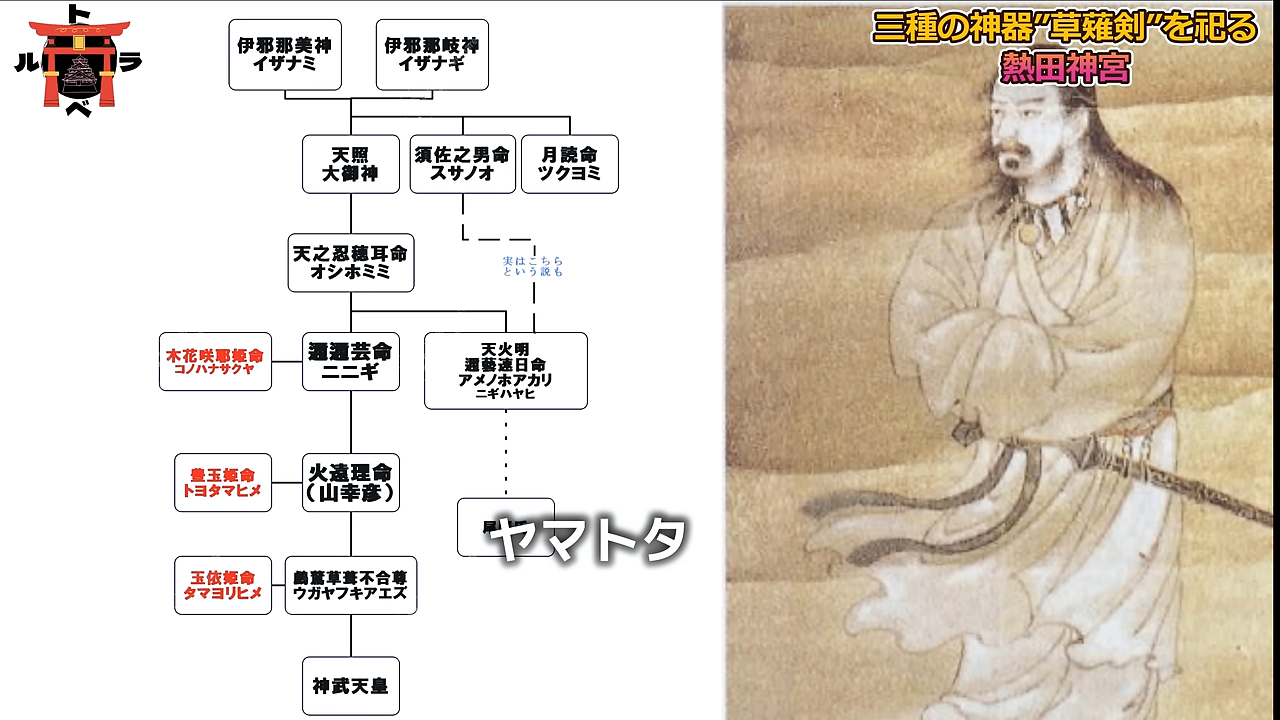 トラベル
三種の神器”草薙剣”を祀る
熱田神宮
伊邪那美神
イザナミ
伊邪那岐神
イザナギ
天照
大御神
須佐之男命
スサノオ
月読命
ツクヨミ
天之忍穂耳命
オシホミミ
実はこちら
という説も
木花咲耶姫命
コノハナサクヤ
邇邇芸命
ニニギ
天火明
邇藝速日命
アメノホアカリ
ニギハヤヒ
豊玉姫命
トヨタマヒメ
火遠理命
（山幸彦）
ヤマトタ
玉依姫命
タマヨリヒメ
鵜葺草葺不合尊
ウガヤフキアエズ
神武天皇